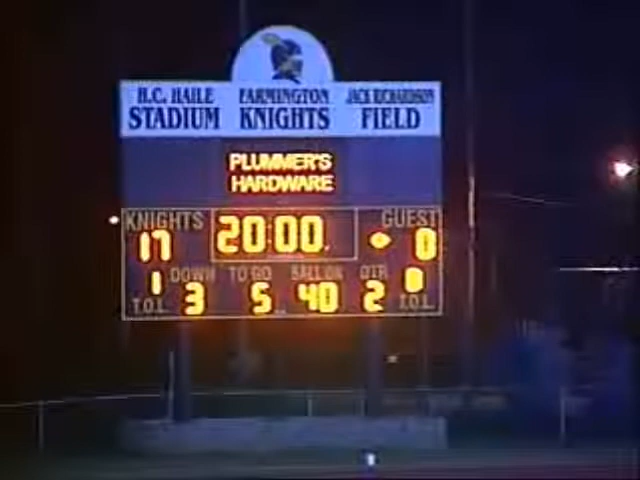 H.C. HAILE FARMINGTON JACK RICHARDSON
STADIUM KNIGHTS FIELD
PLUMMER'S
HARDWARE
KNIGHTS 20:00 GUEST
17 0
1 DOWN TO GO BALL ON QTR 0
T.O.L. 3 5 40 2 T.O.L.